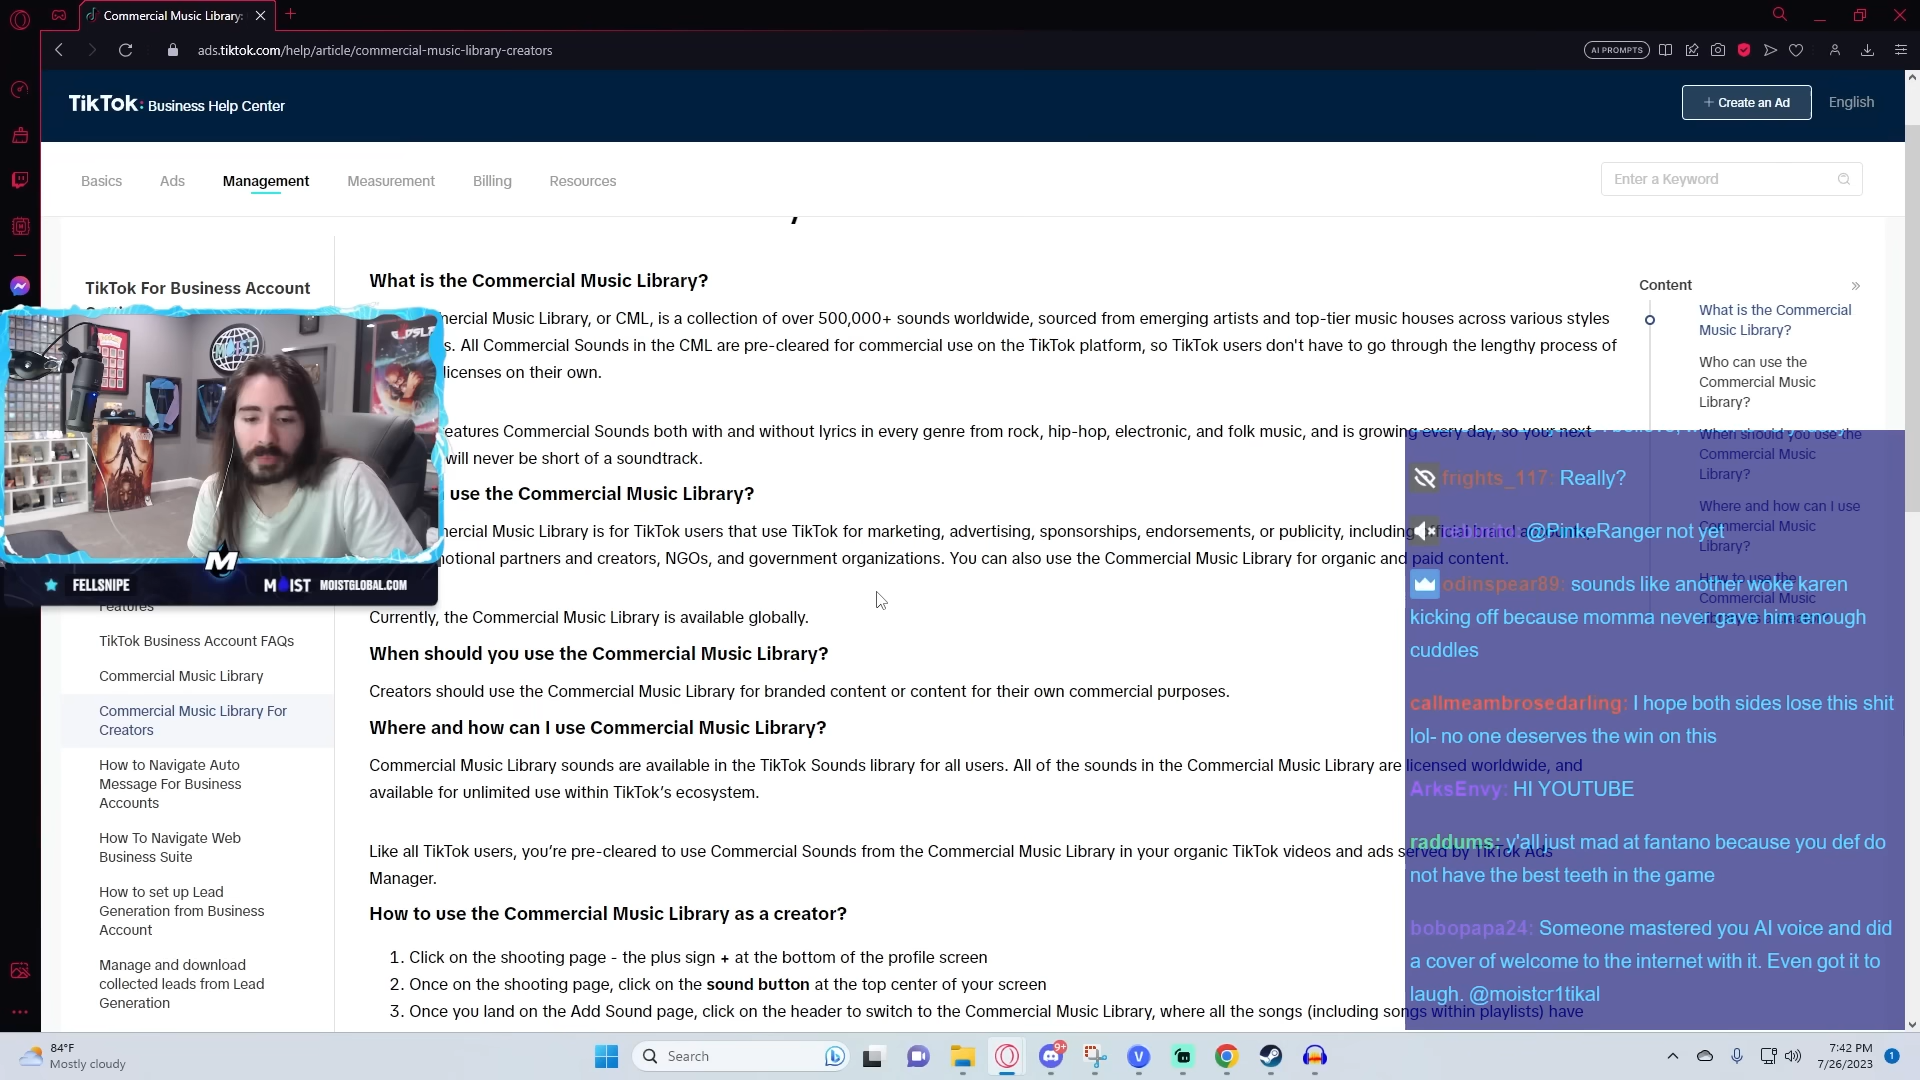 Commercial Music Library:
ads.tiktok.com/help/article/commercial-music-library-creators
AI PROMPTS
TikTok: Business Help Center
+ Create an Ad
English
Basics
Ads
Management
Measurement
Billing
Resources
Enter a Keyword
TikTok For Business Account
Features
TikTok Business Account FAQs
Commercial Music Library
Commercial Music Library For
Creators
How to Navigate Auto
Message For Business
Accounts
How To Navigate Web
Business Suite
How to set up Lead
Generation from Business
Account
Manage and download
collected leads from Lead
Generation
What is the Commercial Music Library?
mercial Music Library, or CML, is a collection of over 500,000+ sounds worldwide, sourced from emerging artists and top-tier music houses across various styles
s. All Commercial Sounds in the CML are pre-cleared for commercial use on the TikTok platform, so TikTok users don't have to go through the lengthy process of
licenses on their own.
eatures Commercial Sounds both with and without lyrics in every genre from rock, hip-hop, electronic, and folk music, and is growing every day, so your next
will never be short of a soundtrack.
use the Commercial Music Library?
mercial Music Library is for TikTok users that use TikTok for marketing, advertising, sponsorships, endorsements, or publicity, including
otional partners and creators, NGOs, and government organizations. You can also use the Commercial Music Library for organic and paid content.
Currently, the Commercial Music Library is available globally.
When should you use the Commercial Music Library?
Creators should use the Commercial Music Library for branded content or content for their own commercial purposes.
Where and how can I use Commercial Music Library?
Commercial Music Library sounds are available in the TikTok Sounds library for all users. All of the sounds in the Commercial Music Library are licensed worldwide, and
available for unlimited use within TikTok’s ecosystem.
Like all TikTok users, you’re pre-cleared to use Commercial Sounds from the Commercial Music Library in your organic TikTok videos and ads served by TikTok Ads
Manager.
How to use the Commercial Music Library as a creator?
1. Click on the shooting page - the plus sign + at the bottom of the profile screen
2. Once on the shooting page, click on the sound button at the top center of your screen
3. Once you land on the Add Sound page, click on the header to switch to the Commercial Music Library, where all the songs (including songs within playlists) have
Content
What is the Commercial
Music Library?
Who can use the
Commercial Music
Library?
When should you use the
Commercial Music
Library?
Where and how can I use
Commercial Music
Library?
How to use the
Commercial Music
frights_117: Really?
@PinkeRanger not yet
odinspear89: sounds like another woke karen
kicking off because momma never gave him enough
cuddles
callmeambrosedarling: I hope both sides lose this shit
lol- no one deserves the win on this
ArksEnvy: HI YOUTUBE
raddums: y'all just mad at fantano because you def do
not have the best teeth in the game
bobopapa24: Someone mastered you AI voice and did
a cover of welcome to the internet with it. Even got it to
laugh. @moistcr1tikal
MOIST
FELLSNIPE
M
MOIST
MOISTGLOBAL.COM
84°F
Mostly cloudy
Search
9+
V
7:42 PM
7/26/2023
1